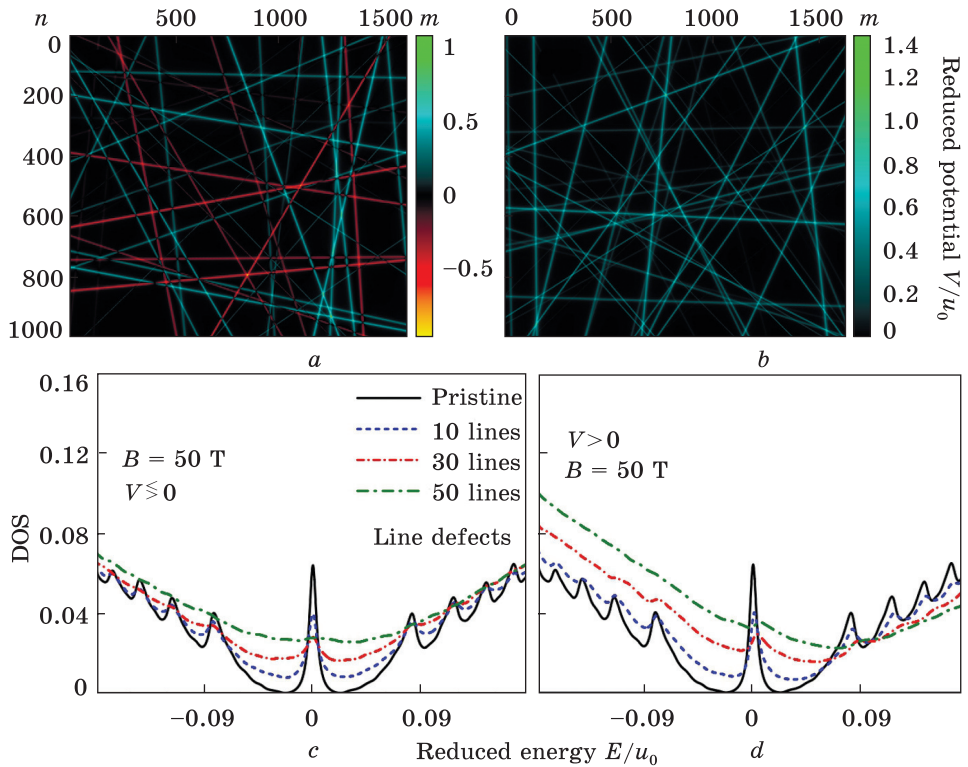 n 500 1000 1500 m
0 500 1000 1500 m
0
200
400
600
800
1000
1
0.5
0
−0.5
1.4
1.2
1.0
0.8
0.6
0.4
0.2
0
Reduced potential V/u0
a
b
0.16
0.12
0.08
0.04
0
DOS
B = 50 T
V⋚0
Pristine
10 lines
30 lines
50 lines
Line defects
V>0
B = 50 T
−0.09 0 0.09
−0.09 0 0.09
c Reduced energy E/u0 d